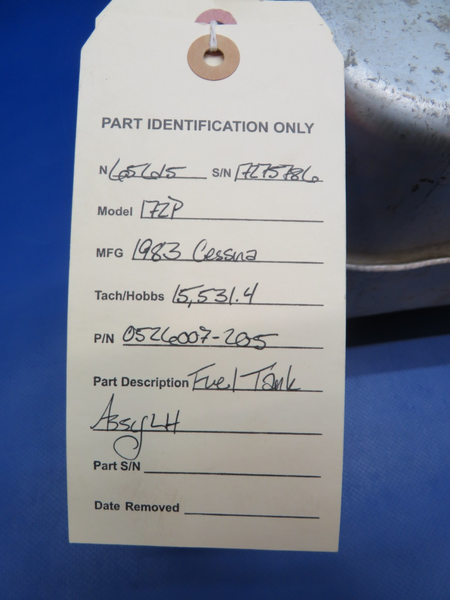 PART IDENTIFICATION ONLY
N 65615 S/N 17275786
Model 172P
MFG 1983 Cessna
Tach/Hobbs 15,531.4
P/N 0526007-205
Part Description Fuel Tank
Assy LH
Part S/N
Date Removed